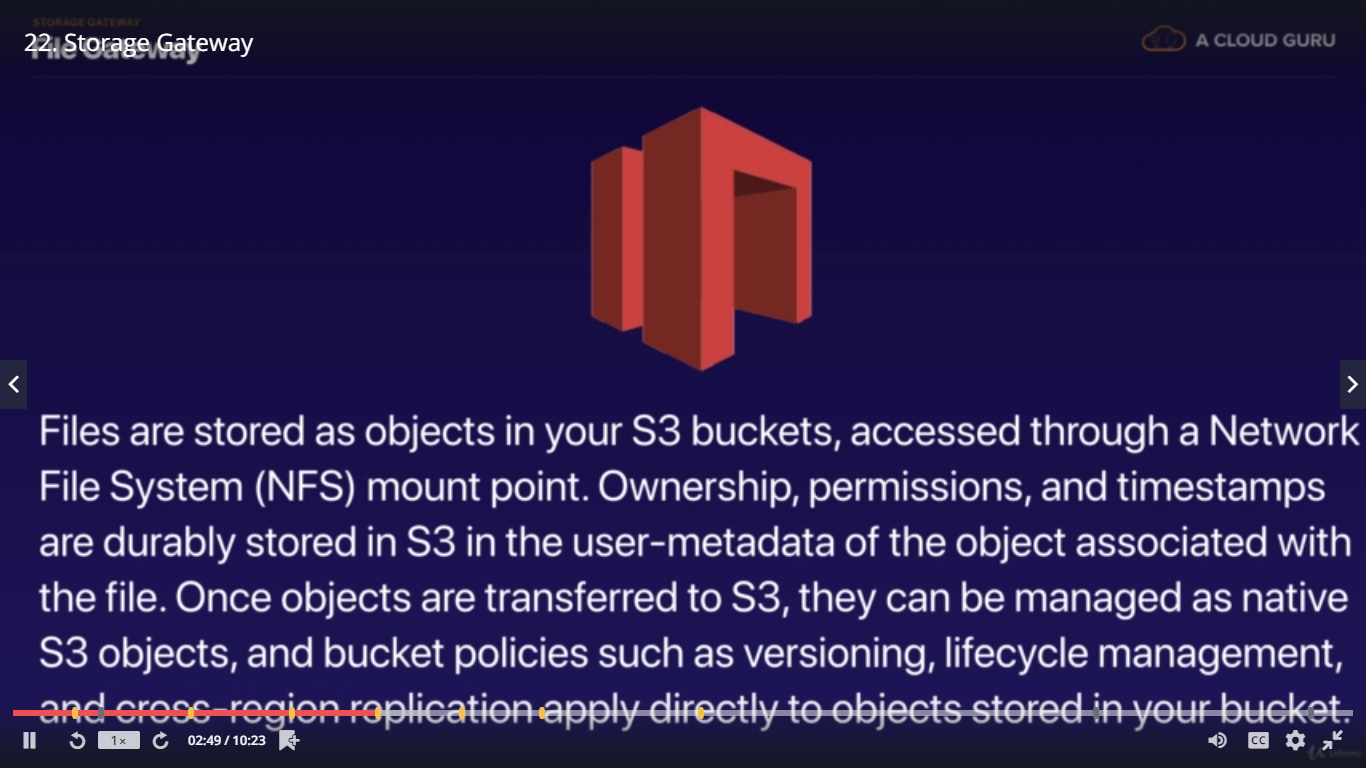 STORAGE GATEWAY
22. Storage Gateway
File Gateway
A CLOUD GURU
Files are stored as objects in your S3 buckets, accessed through a Network
File System (NFS) mount point. Ownership, permissions, and timestamps
are durably stored in S3 in the user-metadata of the object associated with
the file. Once objects are transferred to S3, they can be managed as native
S3 objects, and bucket policies such as versioning, lifecycle management,
and cross-region replication apply directly to objects stored in your bucket.
1×
02:49 / 10:23
CC
Udemy